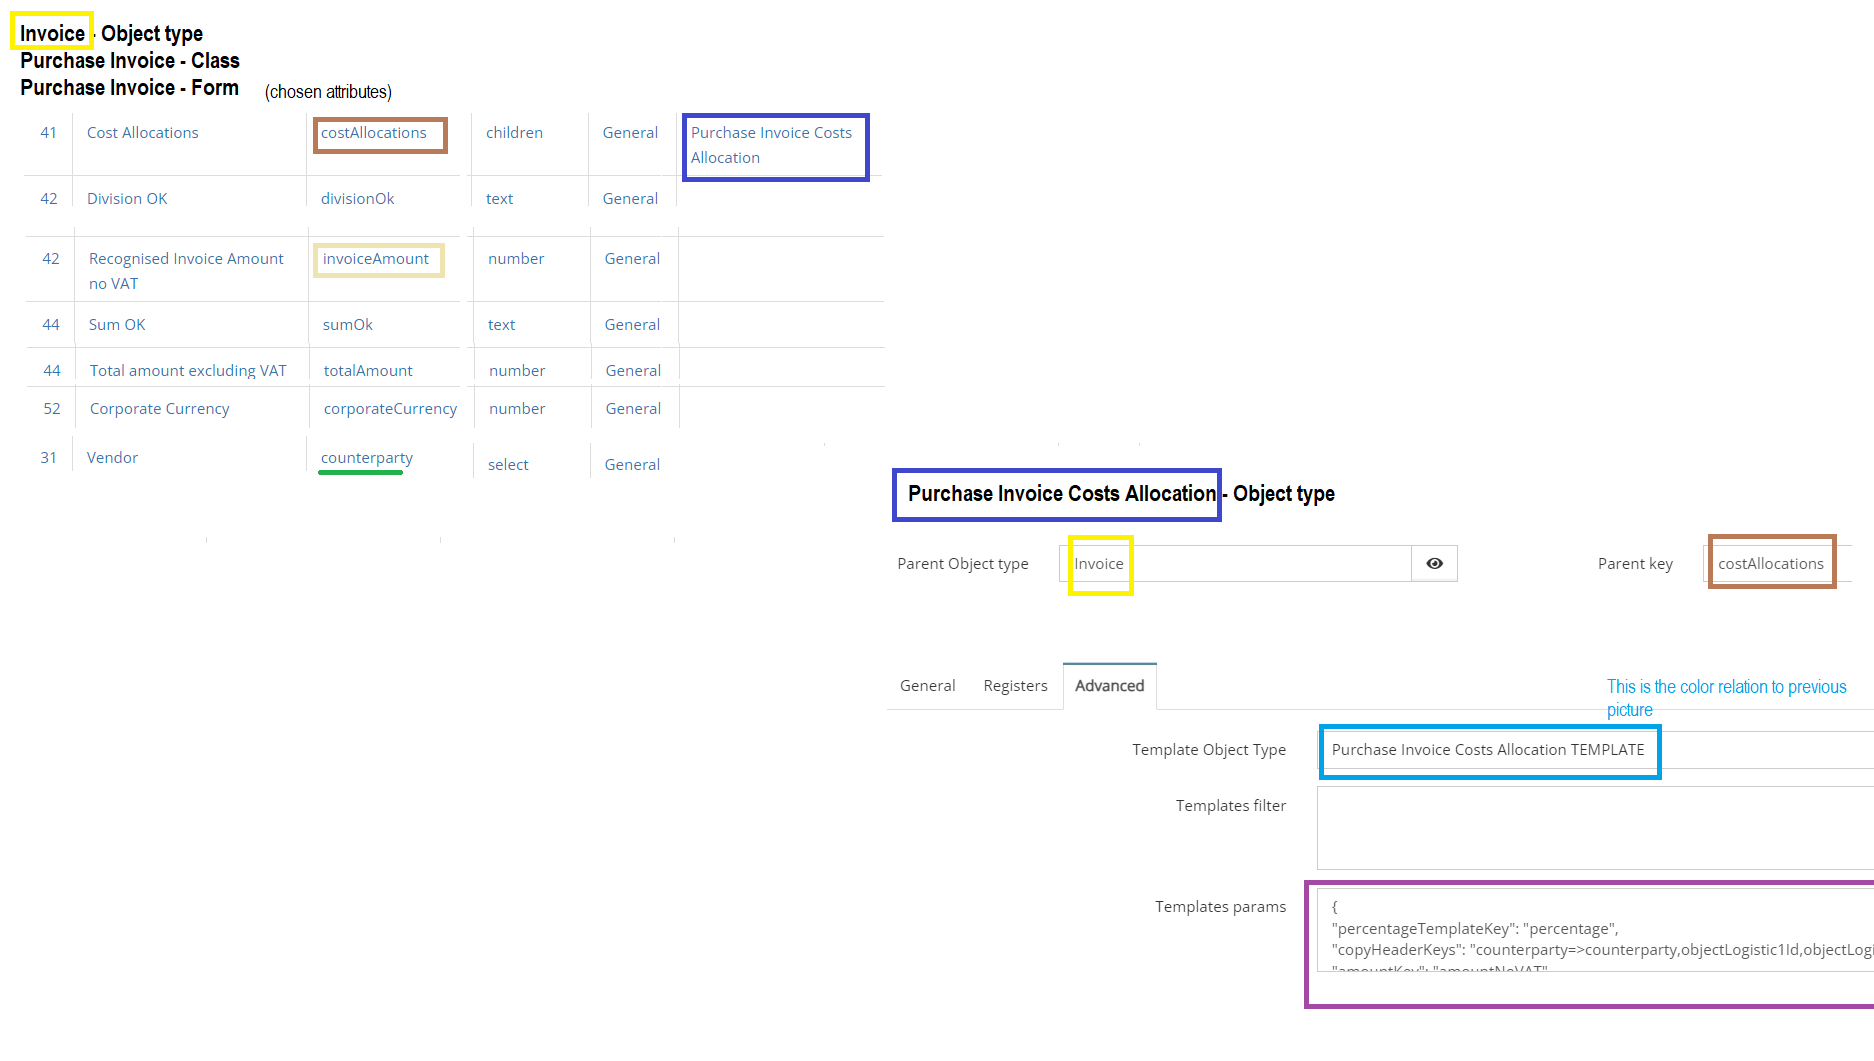 Invoice - Object type
Purchase Invoice - Class
Purchase Invoice - Form (chosen attributes)
41 Cost Allocations costAllocations children General Purchase Invoice Costs
Allocation
42 Division OK divisionOk text General
42 Recognised Invoice Amount invoiceAmount number General
no VAT
44 Sum OK sumOk text General
44 Total amount excluding VAT totalAmount number General
52 Corporate Currency corporateCurrency number General
31 Vendor counterparty select General
Purchase Invoice Costs Allocation - Object type
Parent Object type Invoice Parent key costAllocations
General Registers Advanced
This is the color relation to previous
picture
Template Object Type Purchase Invoice Costs Allocation TEMPLATE
Templates filter
Templates params {
"percentageTemplateKey": "percentage",
"copyHeaderKeys": "counterparty=>counterparty,objectLogistic1Id,objectLogi
"amountKey": "amountNoVAT"